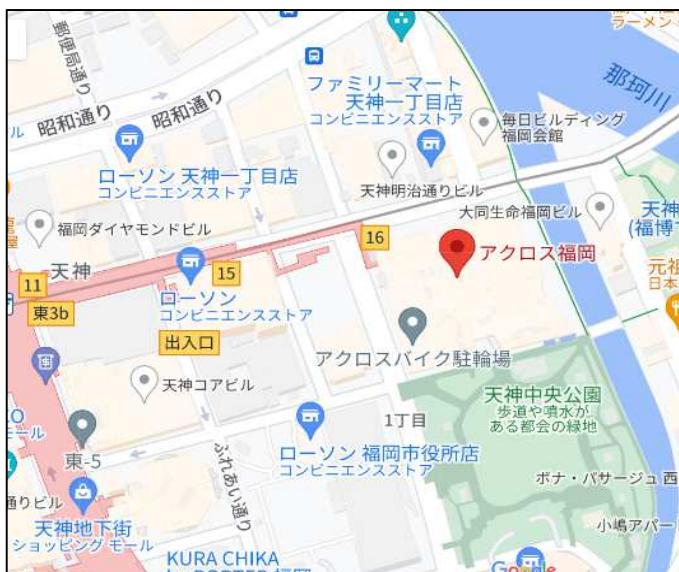 ラーメン
郵便局通り
昭和通り
昭和通り
ファミリーマート
天神一丁目店
コンビニエンスストア
那珂川
毎日ビルディング
福岡会館
ル
ローソン 天神一丁目店
コンビニエンスストア
天神明治通りビル
大同生命福岡ビル
天神
(福博で
福岡ダイヤモンドビル
16
アクロス福岡
天神
15
11
ローソン
コンビニエンスストア
東3b
元祖
日本
出入口
アクロスバイク駐輪場
天神コアビル
天神中央公園
歩道や噴水が
ある都会の緑地
1丁目
モール
東-5
ローソン 福岡市役所店
コンビニエンスストア
ふれあい通り
ボナ・パサージュ 西
通りビル
天神地下街
ショッピング モール
小嶋アパー
KURA CHIKA
Google